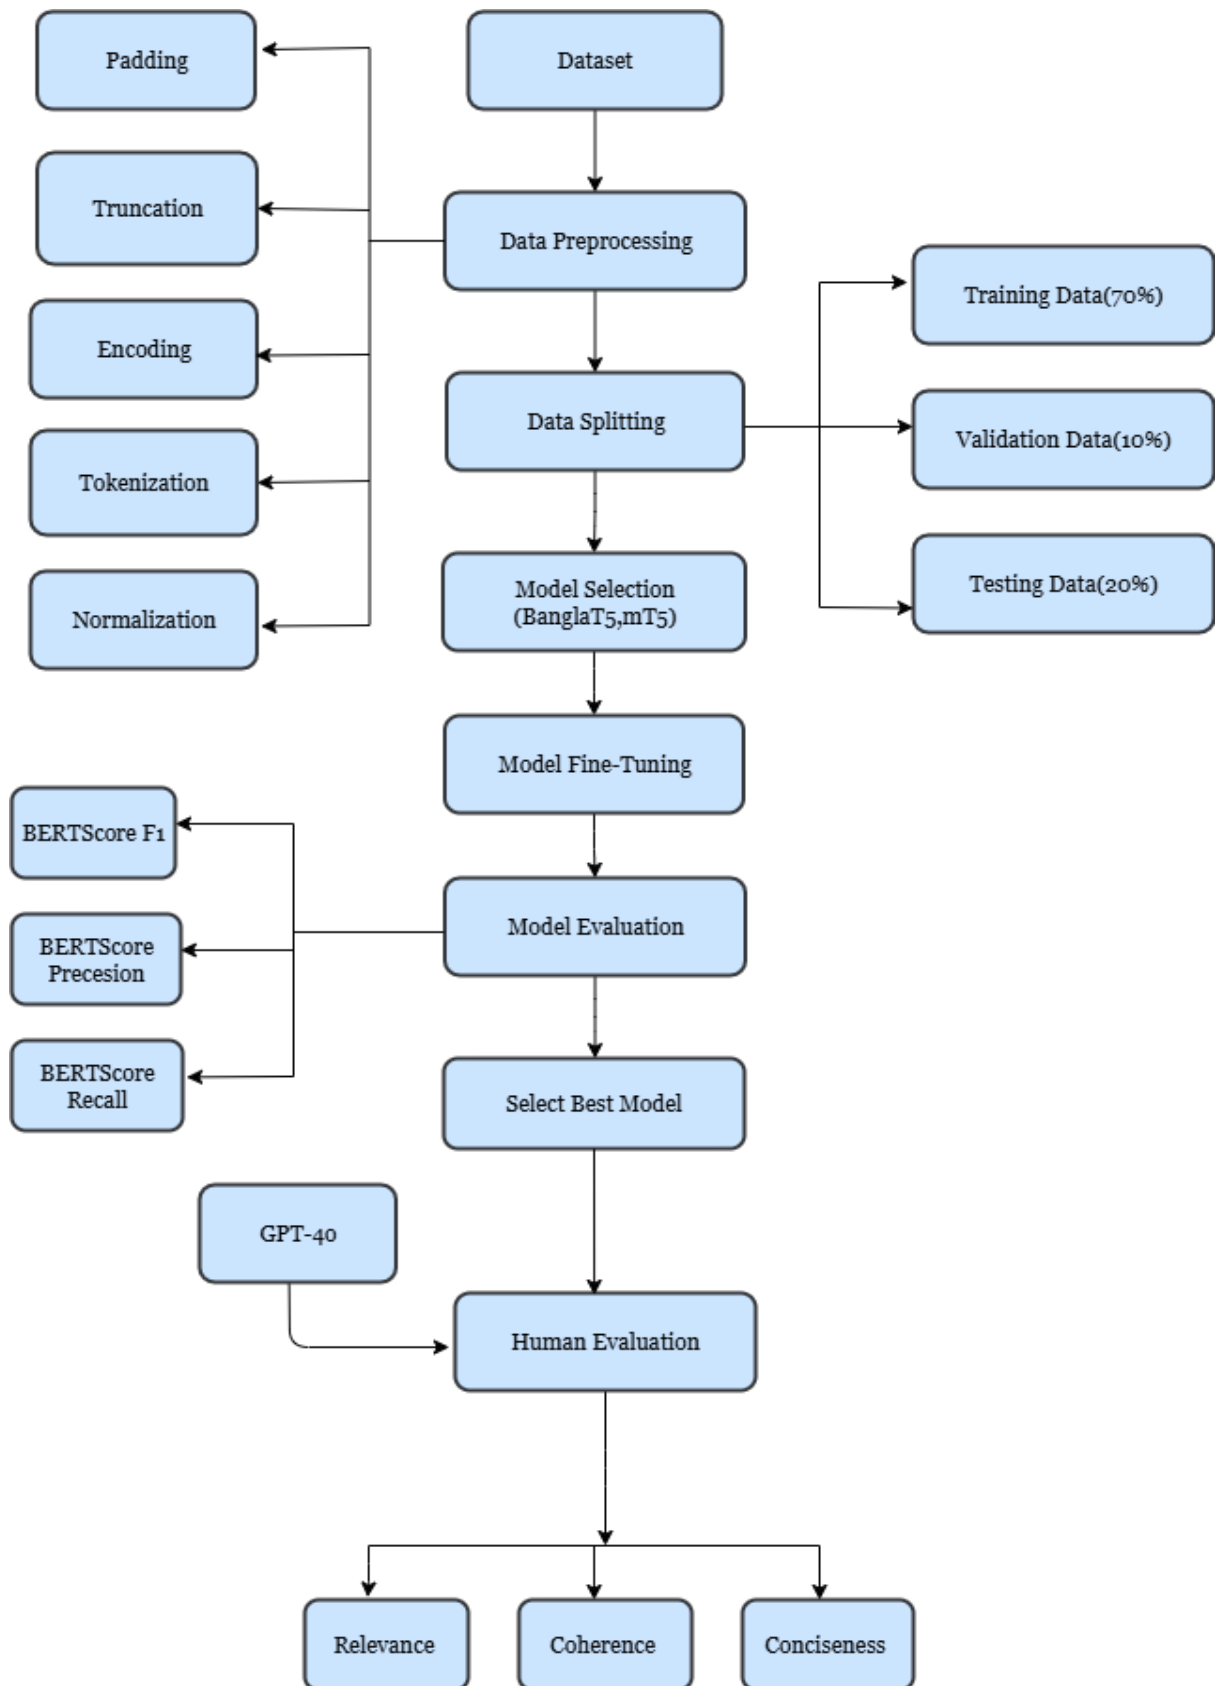 Padding
Dataset
Truncation
Data Preprocessing
Training Data(70%)
Encoding
Data Splitting
Validation Data(10%)
Tokenization
Model Selection
(BanglaT5,mT5)
Testing Data(20%)
Normalization
Model Fine-Tuning
BERTScore F1
Model Evaluation
BERTScore
Precesion
BERTScore
Recall
Select Best Model
GPT-4o
Human Evaluation
Relevance
Coherence
Conciseness